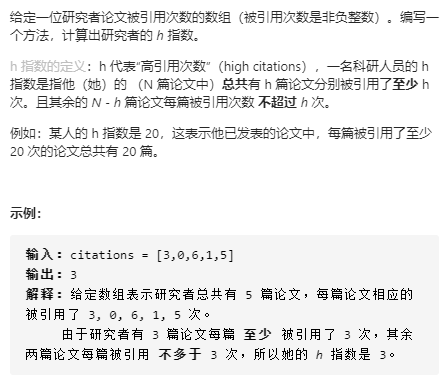 给定一位研究者论文被引用次数的数组（被引用次数是非负整数）。编写一
个方法，计算出研究者的 h 指数。
h 指数的定义：h 代表“高引用次数”（high citations），一名科研人员的 h
指数是指他（她）的 （N 篇论文中）总共有 h 篇论文分别被引用了至少 h
次。且其余的 N - h 篇论文每篇被引用次数 不超过 h 次。
例如：某人的 h 指数是 20，这表示他已发表的论文中，每篇被引用了至少
20 次的论文总共有 20 篇。
示例：
输入：citations = [3,0,6,1,5]
输出：3
解释：给定数组表示研究者总共有 5 篇论文，每篇论文相应的
被引用了 3, 0, 6, 1, 5 次。
由于研究者有 3 篇论文每篇 至少 被引用了 3 次，其余
两篇论文每篇被引用 不多于 3 次，所以她的 h 指数是 3。